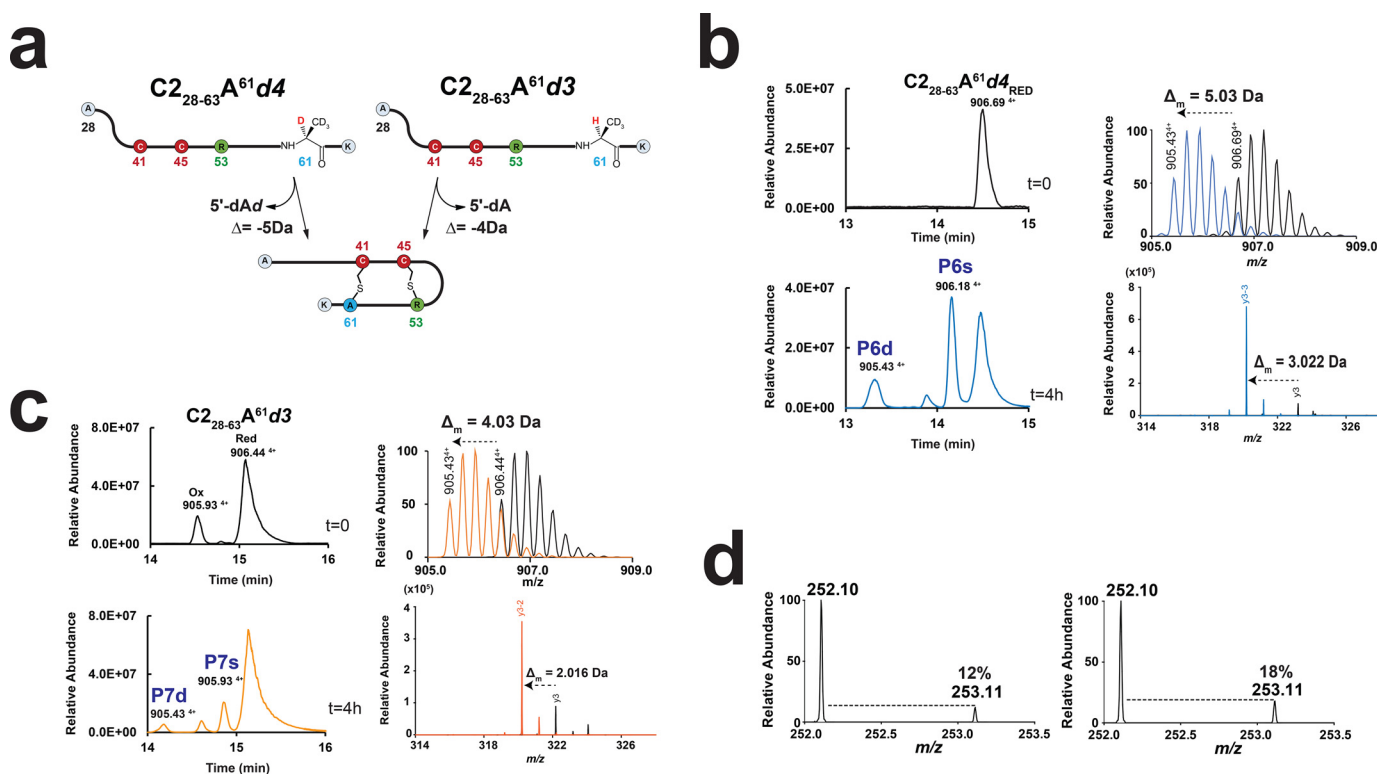 a
C2₂₈₋₆₃A⁶¹d4
C2₂₈₋₆₃A⁶¹d3
A
28
C
41
C
45
R
53
NH
D
CD₃
O
61
K
A
28
C
41
C
45
R
53
NH
H
CD₃
O
61
K
5'-dAd
Δ= -5Da
5'-dA
Δ= -4Da
41
45
A
C
C
S
S
K
A
R
61
53
b
C2₂₈₋₆₃A⁶¹d4_RED
906.69 ⁴⁺
Relative Abundance
5.0E+07
2.5E+07
0.0E+00
t=0
13
14
15
Time (min)
Δₘ = 5.03 Da
905.43⁴⁺
906.69⁴⁺
Relative Abundance
100
50
0
905.0
907.0
909.0
m/z
P6s
906.18 ⁴⁺
P6d
905.43 ⁴⁺
Relative Abundance
4.0E+07
2.0E+07
0.0E+00
t=4h
13
14
15
Time (min)
(x10⁵)
y3-3
Δₘ = 3.022 Da
y3
Relative Abundance
8
6
4
2
0
314
318
322
326
m/z
c
C2₂₈₋₆₃A⁶¹d3
Red
906.44 ⁴⁺
Ox
905.93 ⁴⁺
Relative Abundance
8.0E+07
4.0E+07
0.0E+00
t=0
14
15
16
Time (min)
Δₘ = 4.03 Da
905.43⁴⁺
906.44⁴⁺
Relative Abundance
100
50
0
905.0
907.0
909.0
m/z
P7s
905.93 ⁴⁺
P7d
905.43 ⁴⁺
Relative Abundance
8.0E+07
4.0E+07
0.0E+00
t=4h
14
15
16
Time (min)
(x10⁵)
y3-2
Δₘ = 2.016 Da
y3
Relative Abundance
4
3
2
1
0
314
318
322
326
m/z
d
252.10
12%
253.11
Relative Abundance
100
50
0
252.0
252.5
253.0
253.5
m/z
252.10
18%
253.11
Relative Abundance
100
50
0
252.0
252.5
253.0
253.5
m/z